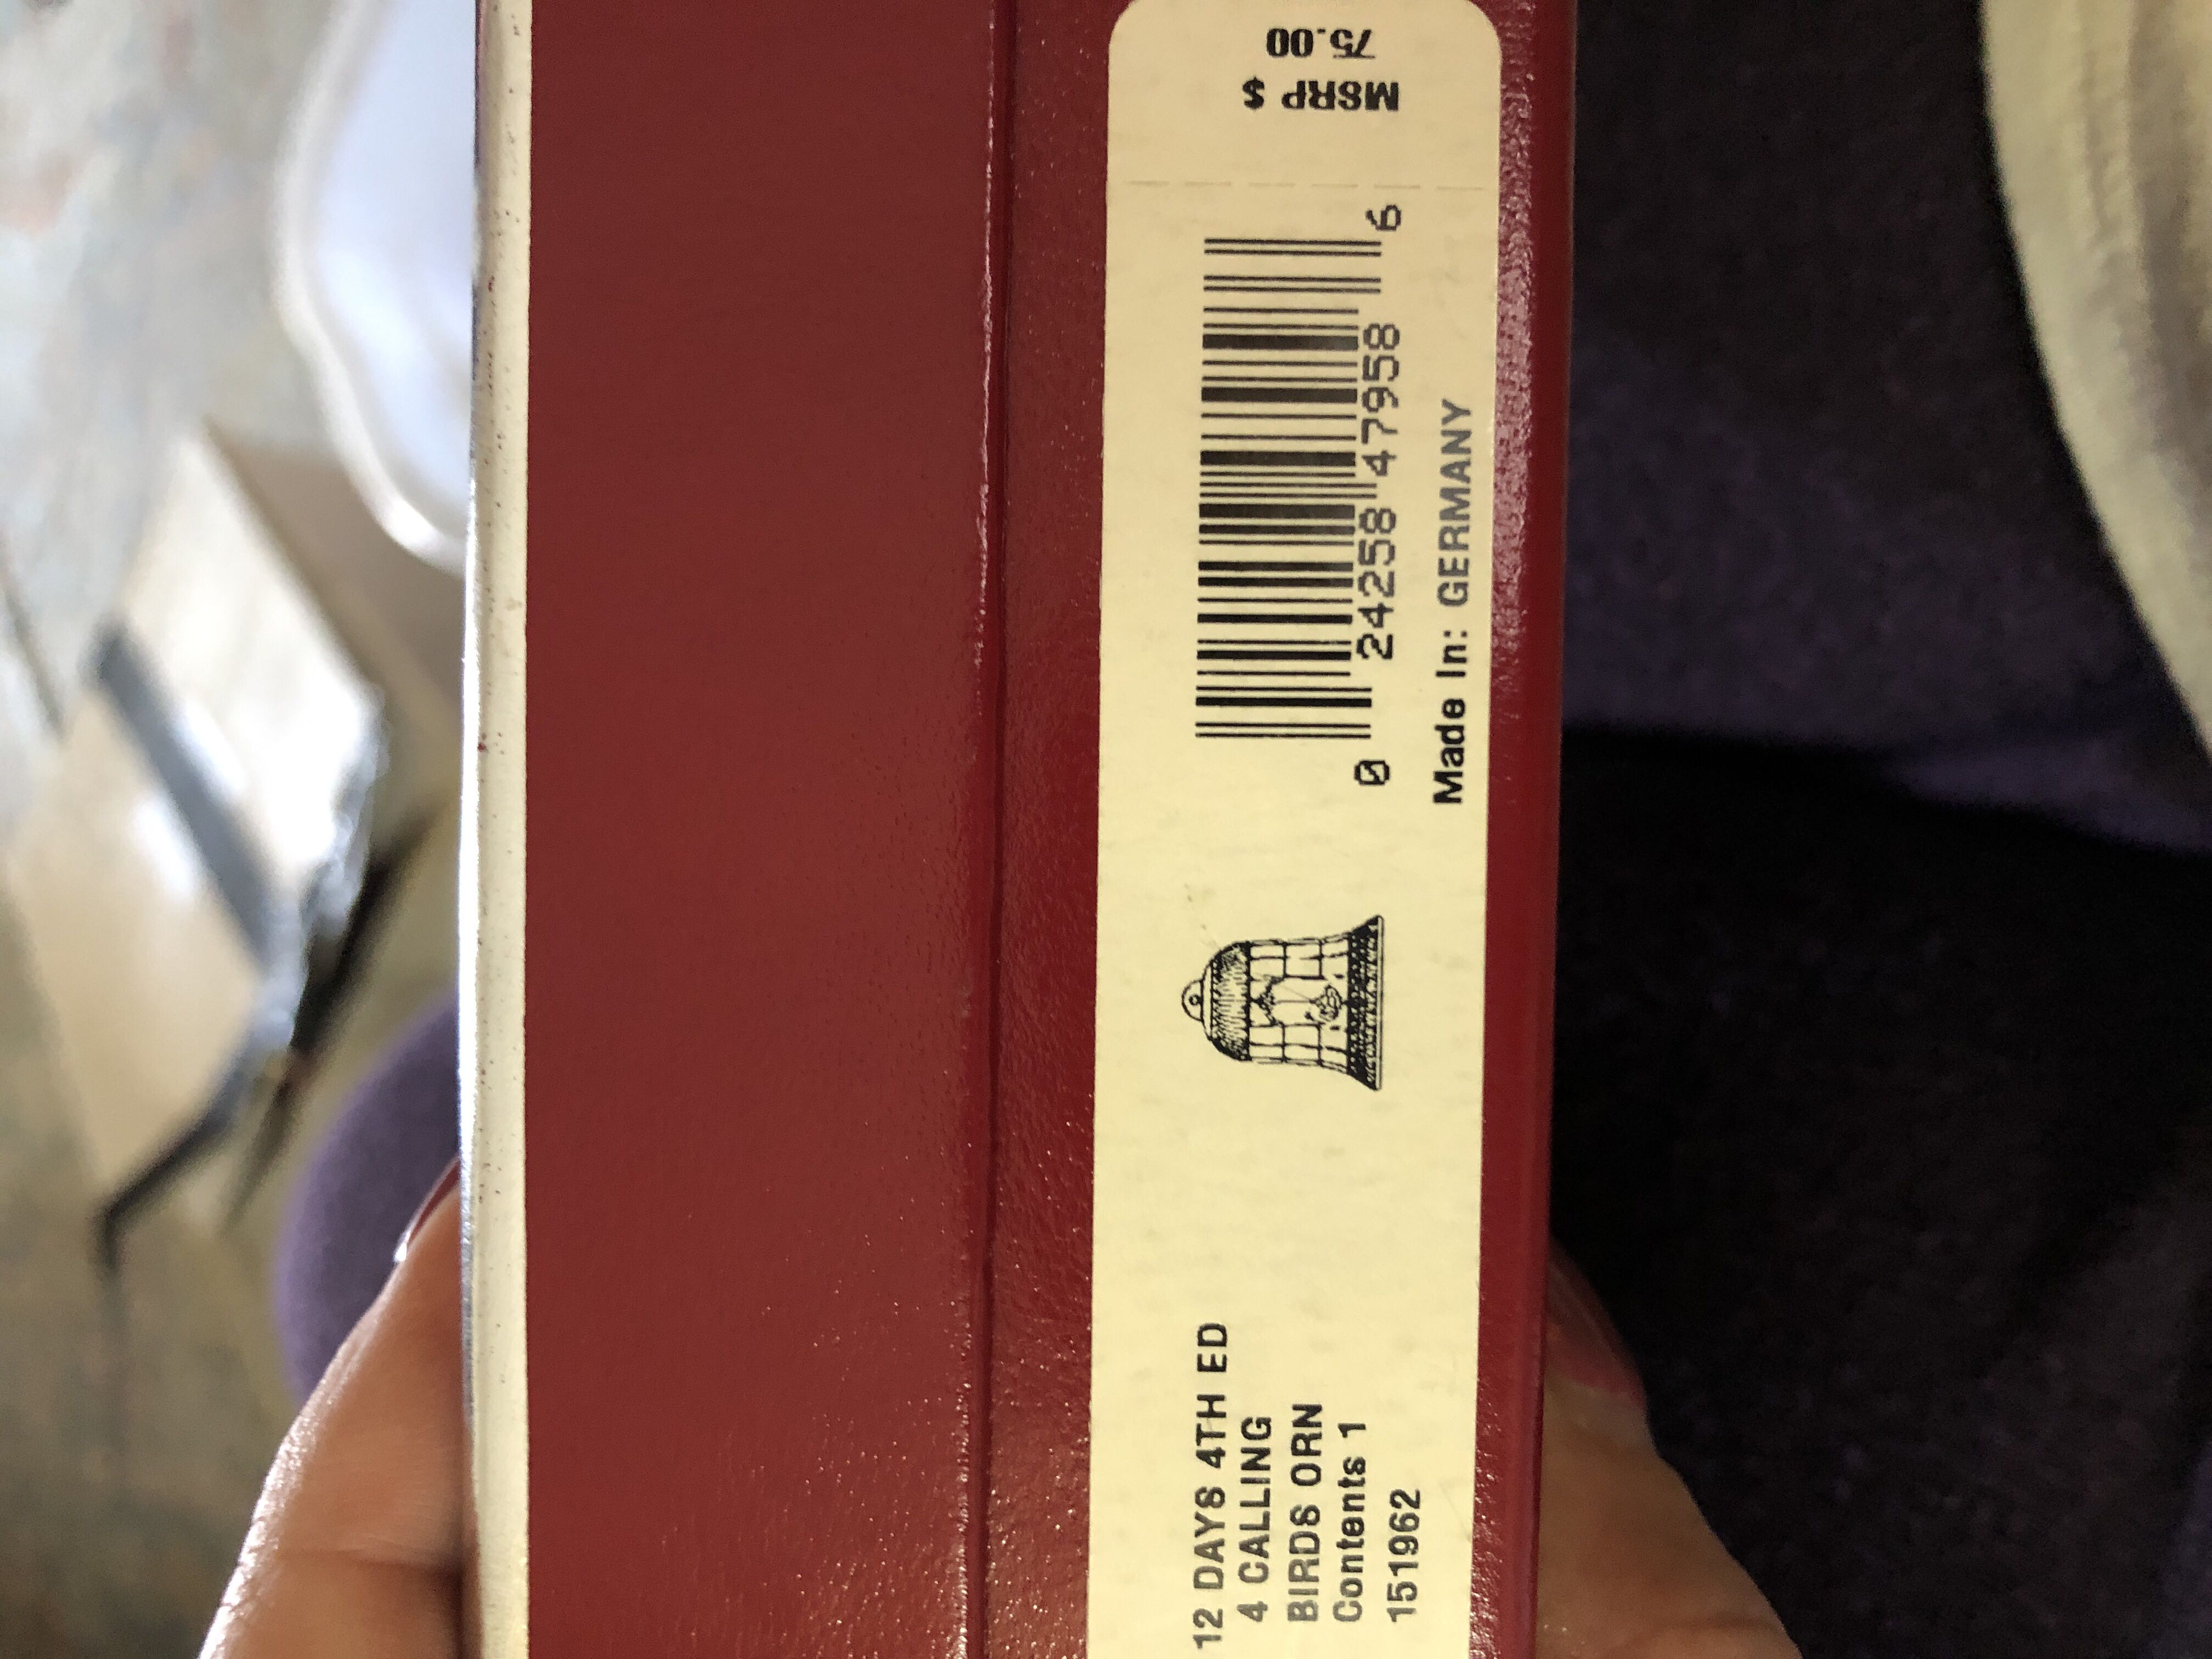 12 DAYS 4TH ED
4 CALLING
BIRDS ORN
Contents 1
151962
0 24258 47958 6
Made In: GERMANY
MSRP $
75.00